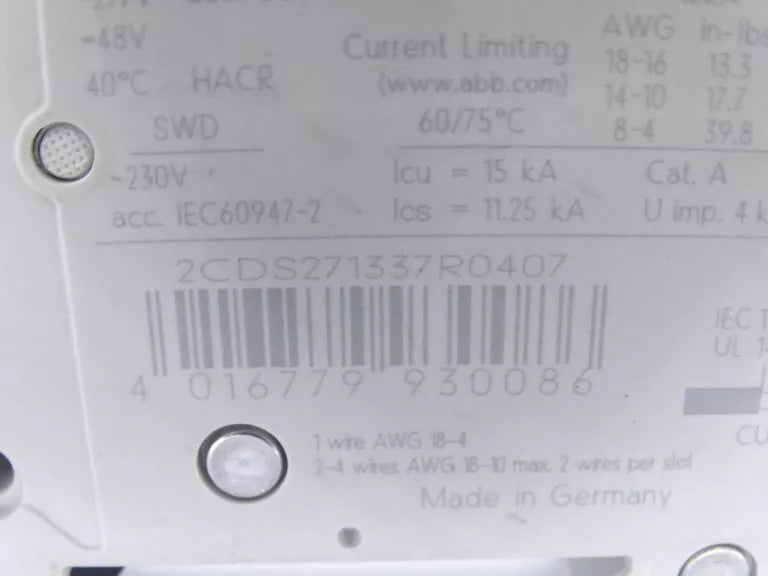 -48V
Current Limiting
AWG in-lbs
40°C HACR
(www.abb.com)
18-16 13.3
14-10 17.7
SWD
60/75°C
8-4 39.8
~230V
Icu = 15 kA
Cat. A
acc. IEC60947-2
Ics = 11.25 kA
U imp. 4 k
2CDS271337R0407
IEC 1
UL 1
4 016779 930086
CU
1 wire AWG 18-4
2-4 wires AWG 18-10 max. 2 wires per slot
Made in Germany